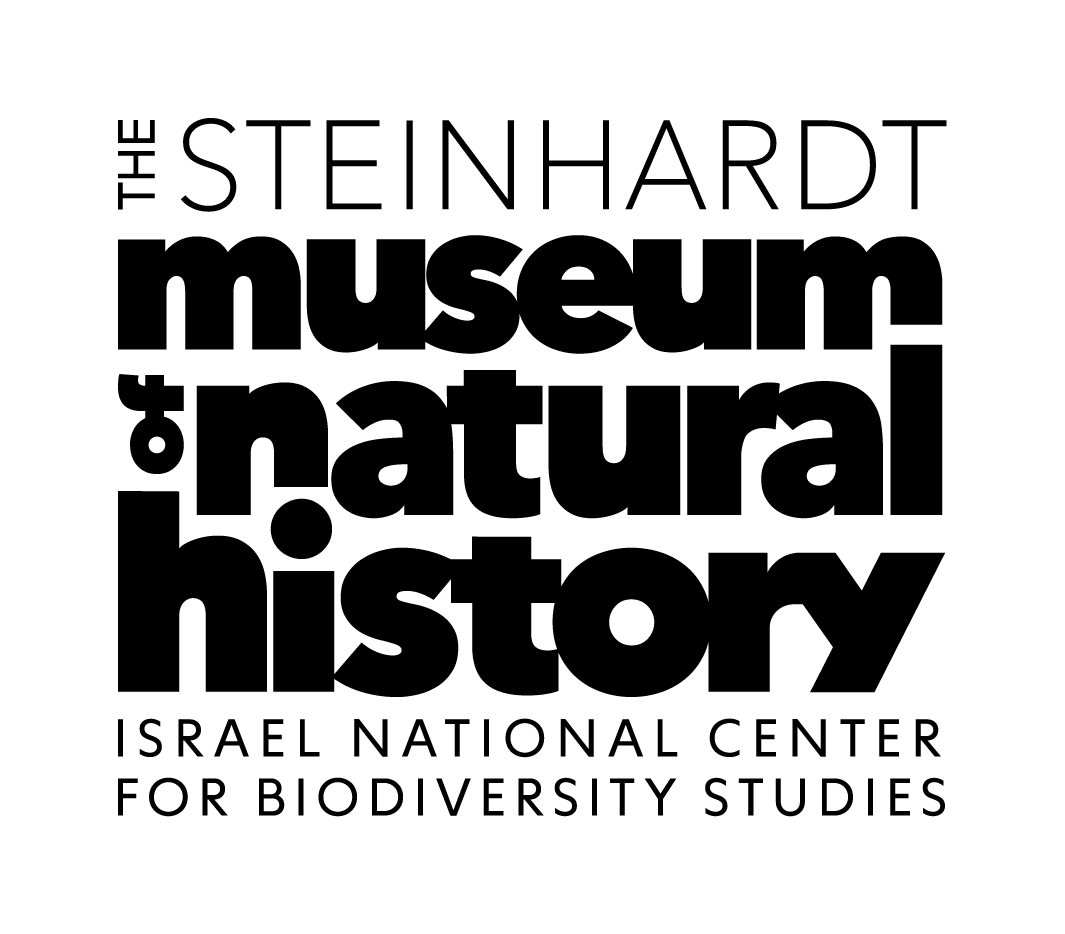 THE STEINHARDT
museum
of natural
history
ISRAEL NATIONAL CENTER
FOR BIODIVERSITY STUDIES